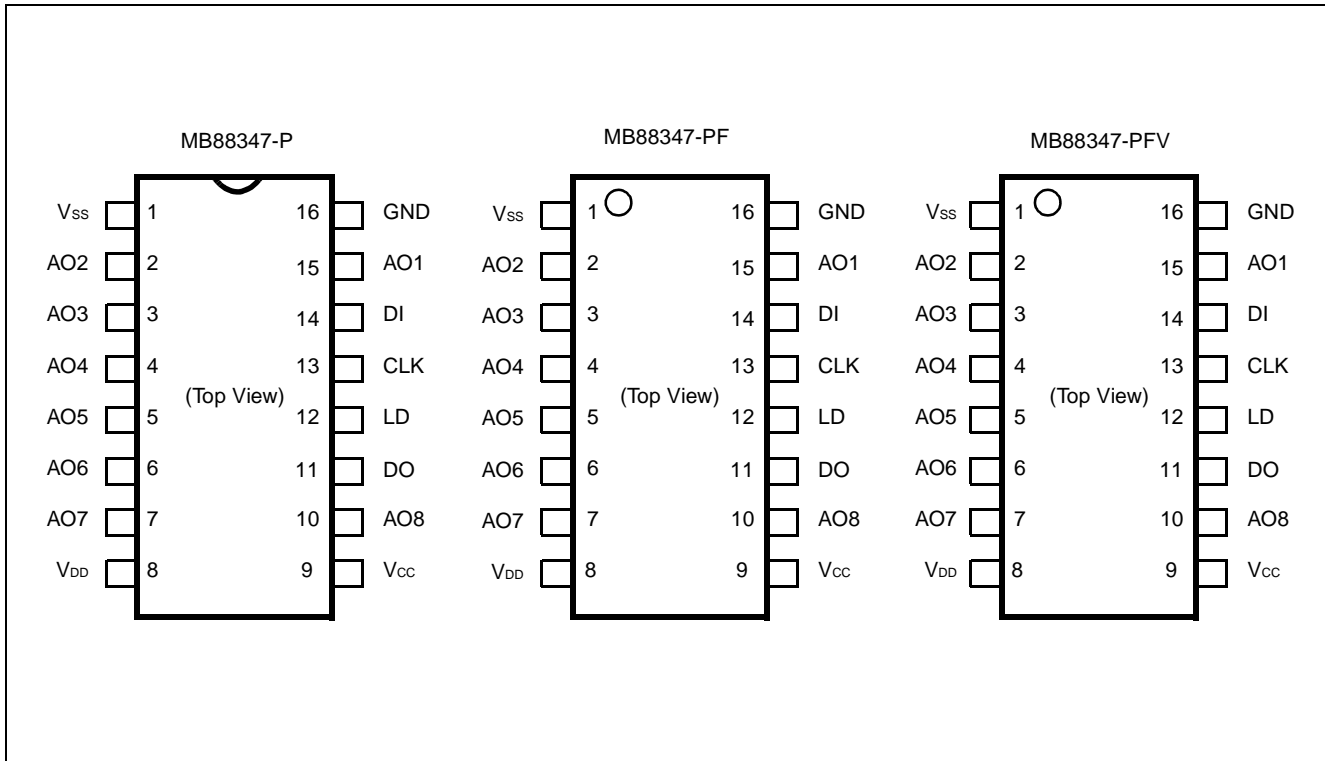 MB88347-P
VSS 1 16 GND
AO2 2 15 AO1
AO3 3 14 DI
AO4 4 13 CLK
(Top View)
AO5 5 12 LD
AO6 6 11 DO
AO7 7 10 AO8
VDD 8 9 VCC
MB88347-PF
VSS 1 16 GND
AO2 2 15 AO1
AO3 3 14 DI
AO4 4 13 CLK
(Top View)
AO5 5 12 LD
AO6 6 11 DO
AO7 7 10 AO8
VDD 8 9 VCC
MB88347-PFV
VSS 1 16 GND
AO2 2 15 AO1
AO3 3 14 DI
AO4 4 13 CLK
(Top View)
AO5 5 12 LD
AO6 6 11 DO
AO7 7 10 AO8
VDD 8 9 VCC